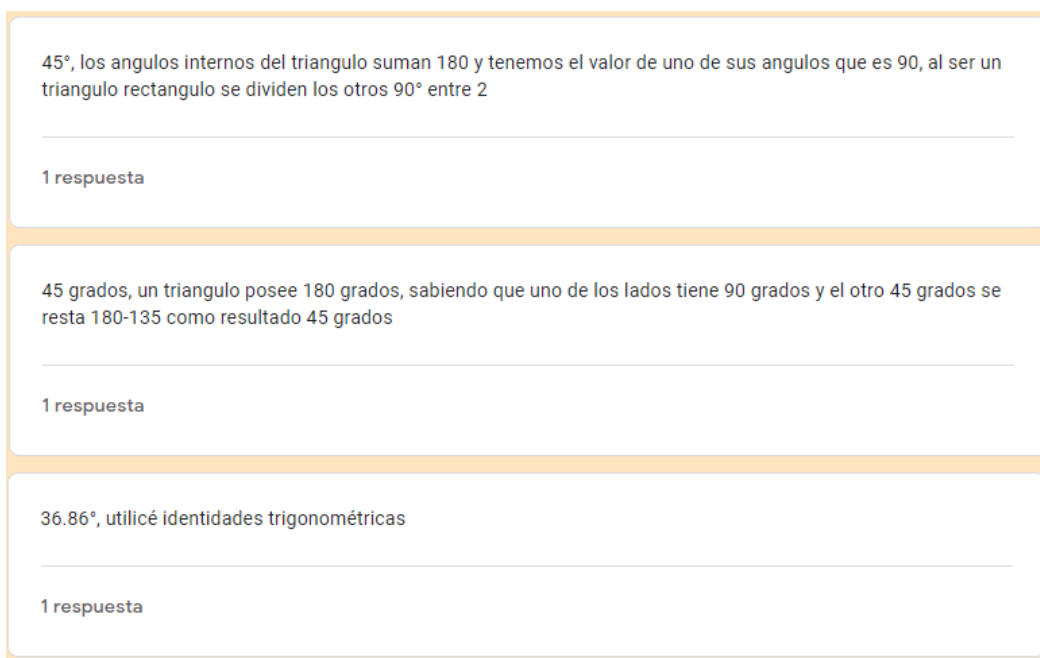 45°, los angulos internos del triangulo suman 180 y tenemos el valor de uno de sus angulos que es 90, al ser un
triangulo rectangulo se dividen los otros 90° entre 2
1 respuesta
45 grados, un triangulo posee 180 grados, sabiendo que uno de los lados tiene 90 grados y el otro 45 grados se
resta 180-135 como resultado 45 grados
1 respuesta
36.86°, utilicé identidades trigonométricas
1 respuesta